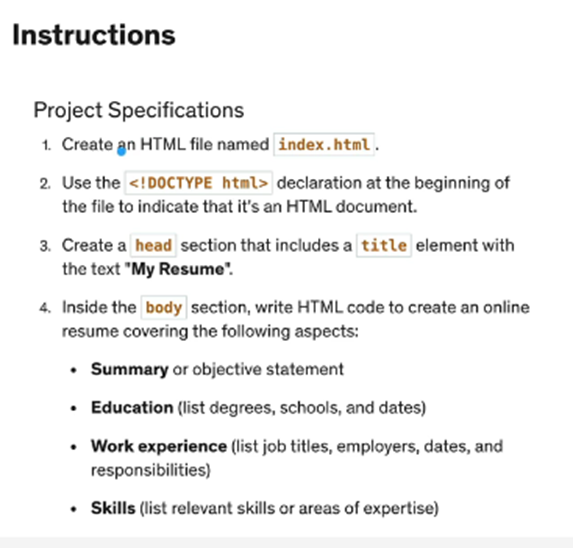 Instructions
Project Specifications
1. Create an HTML file named index.html.
2. Use the <!DOCTYPE html> declaration at the beginning of
the file to indicate that it's an HTML document.
3. Create a head section that includes a title element with
the text "My Resume".
4. Inside the body section, write HTML code to create an online
resume covering the following aspects:
• Summary or objective statement
• Education (list degrees, schools, and dates)
• Work experience (list job titles, employers, dates, and
responsibilities)
• Skills (list relevant skills or areas of expertise)